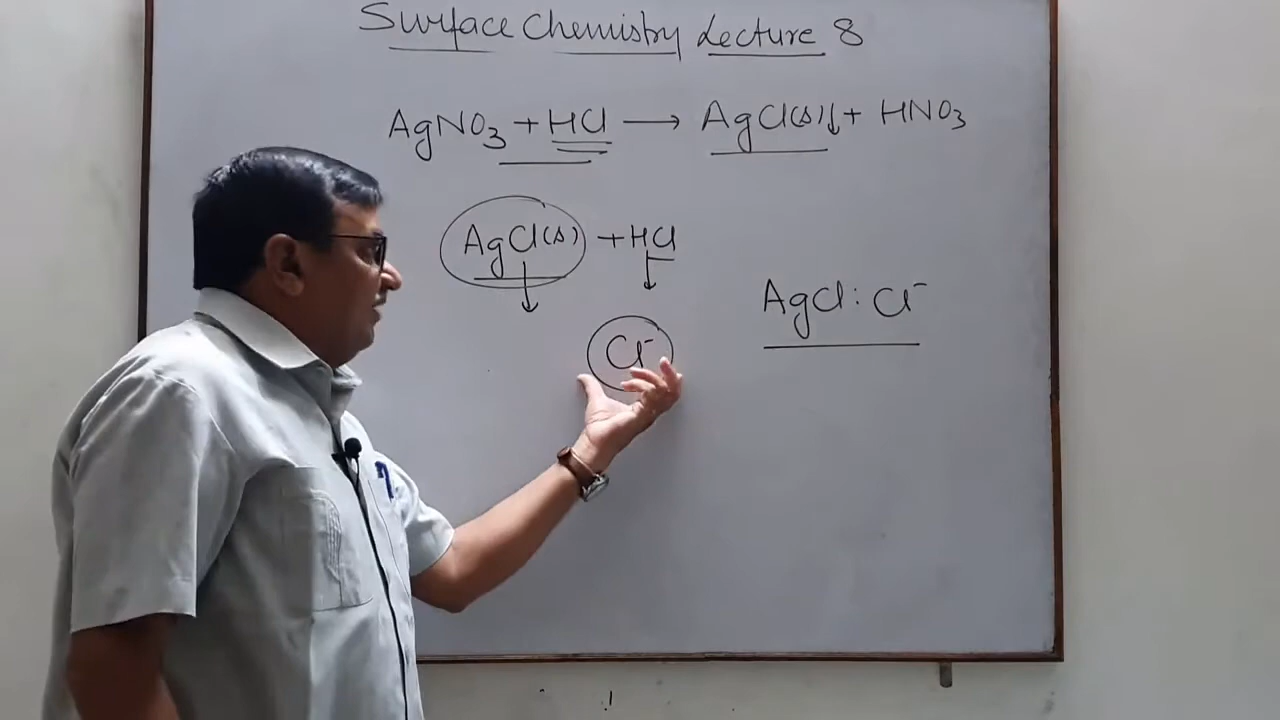 Surface Chemistry Lecture 8
AgNO3 + HCl → AgCl(s)↓ + HNO3
AgCl(s) + HCl
AgCl : Cl⁻
Cl⁻